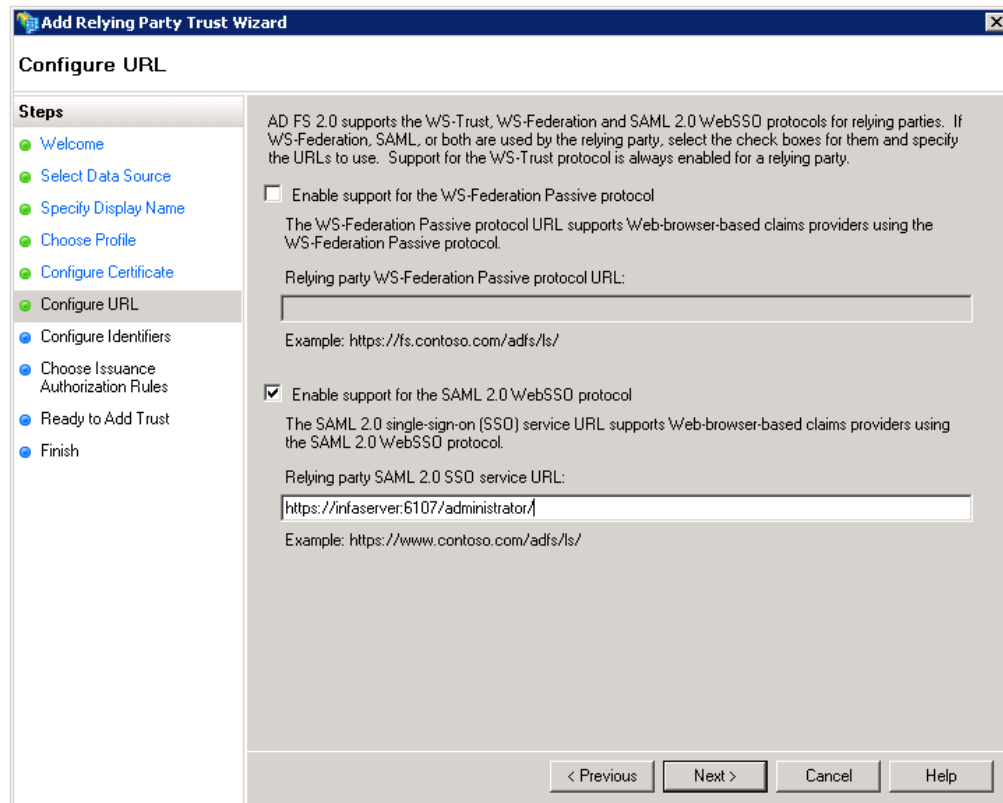 Add Relying Party Trust Wizard
Configure URL
Steps
Welcome
Select Data Source
Specify Display Name
Choose Profile
Configure Certificate
Configure URL
Configure Identifiers
Choose Issuance
Authorization Rules
Ready to Add Trust
Finish
AD FS 2.0 supports the WS-Trust, WS-Federation and SAML 2.0 WebSSO protocols for relying parties. If
WS-Federation, SAML, or both are used by the relying party, select the check boxes for them and specify
the URLs to use. Support for the WS-Trust protocol is always enabled for a relying party.
Enable support for the WS-Federation Passive protocol
The WS-Federation Passive protocol URL supports Web-browser-based claims providers using the
WS-Federation Passive protocol.
Relying party WS-Federation Passive protocol URL:
Example: https://fs.contoso.com/adfs/ls/
Enable support for the SAML 2.0 WebSSO protocol
The SAML 2.0 single-sign-on (SSO) service URL supports Web-browser-based claims providers using
the SAML 2.0 WebSSO protocol.
Relying party SAML 2.0 SSO service URL:
https://infaserver:6107/administrator/
Example: https://www.contoso.com/adfs/ls/
< Previous
Next >
Cancel
Help